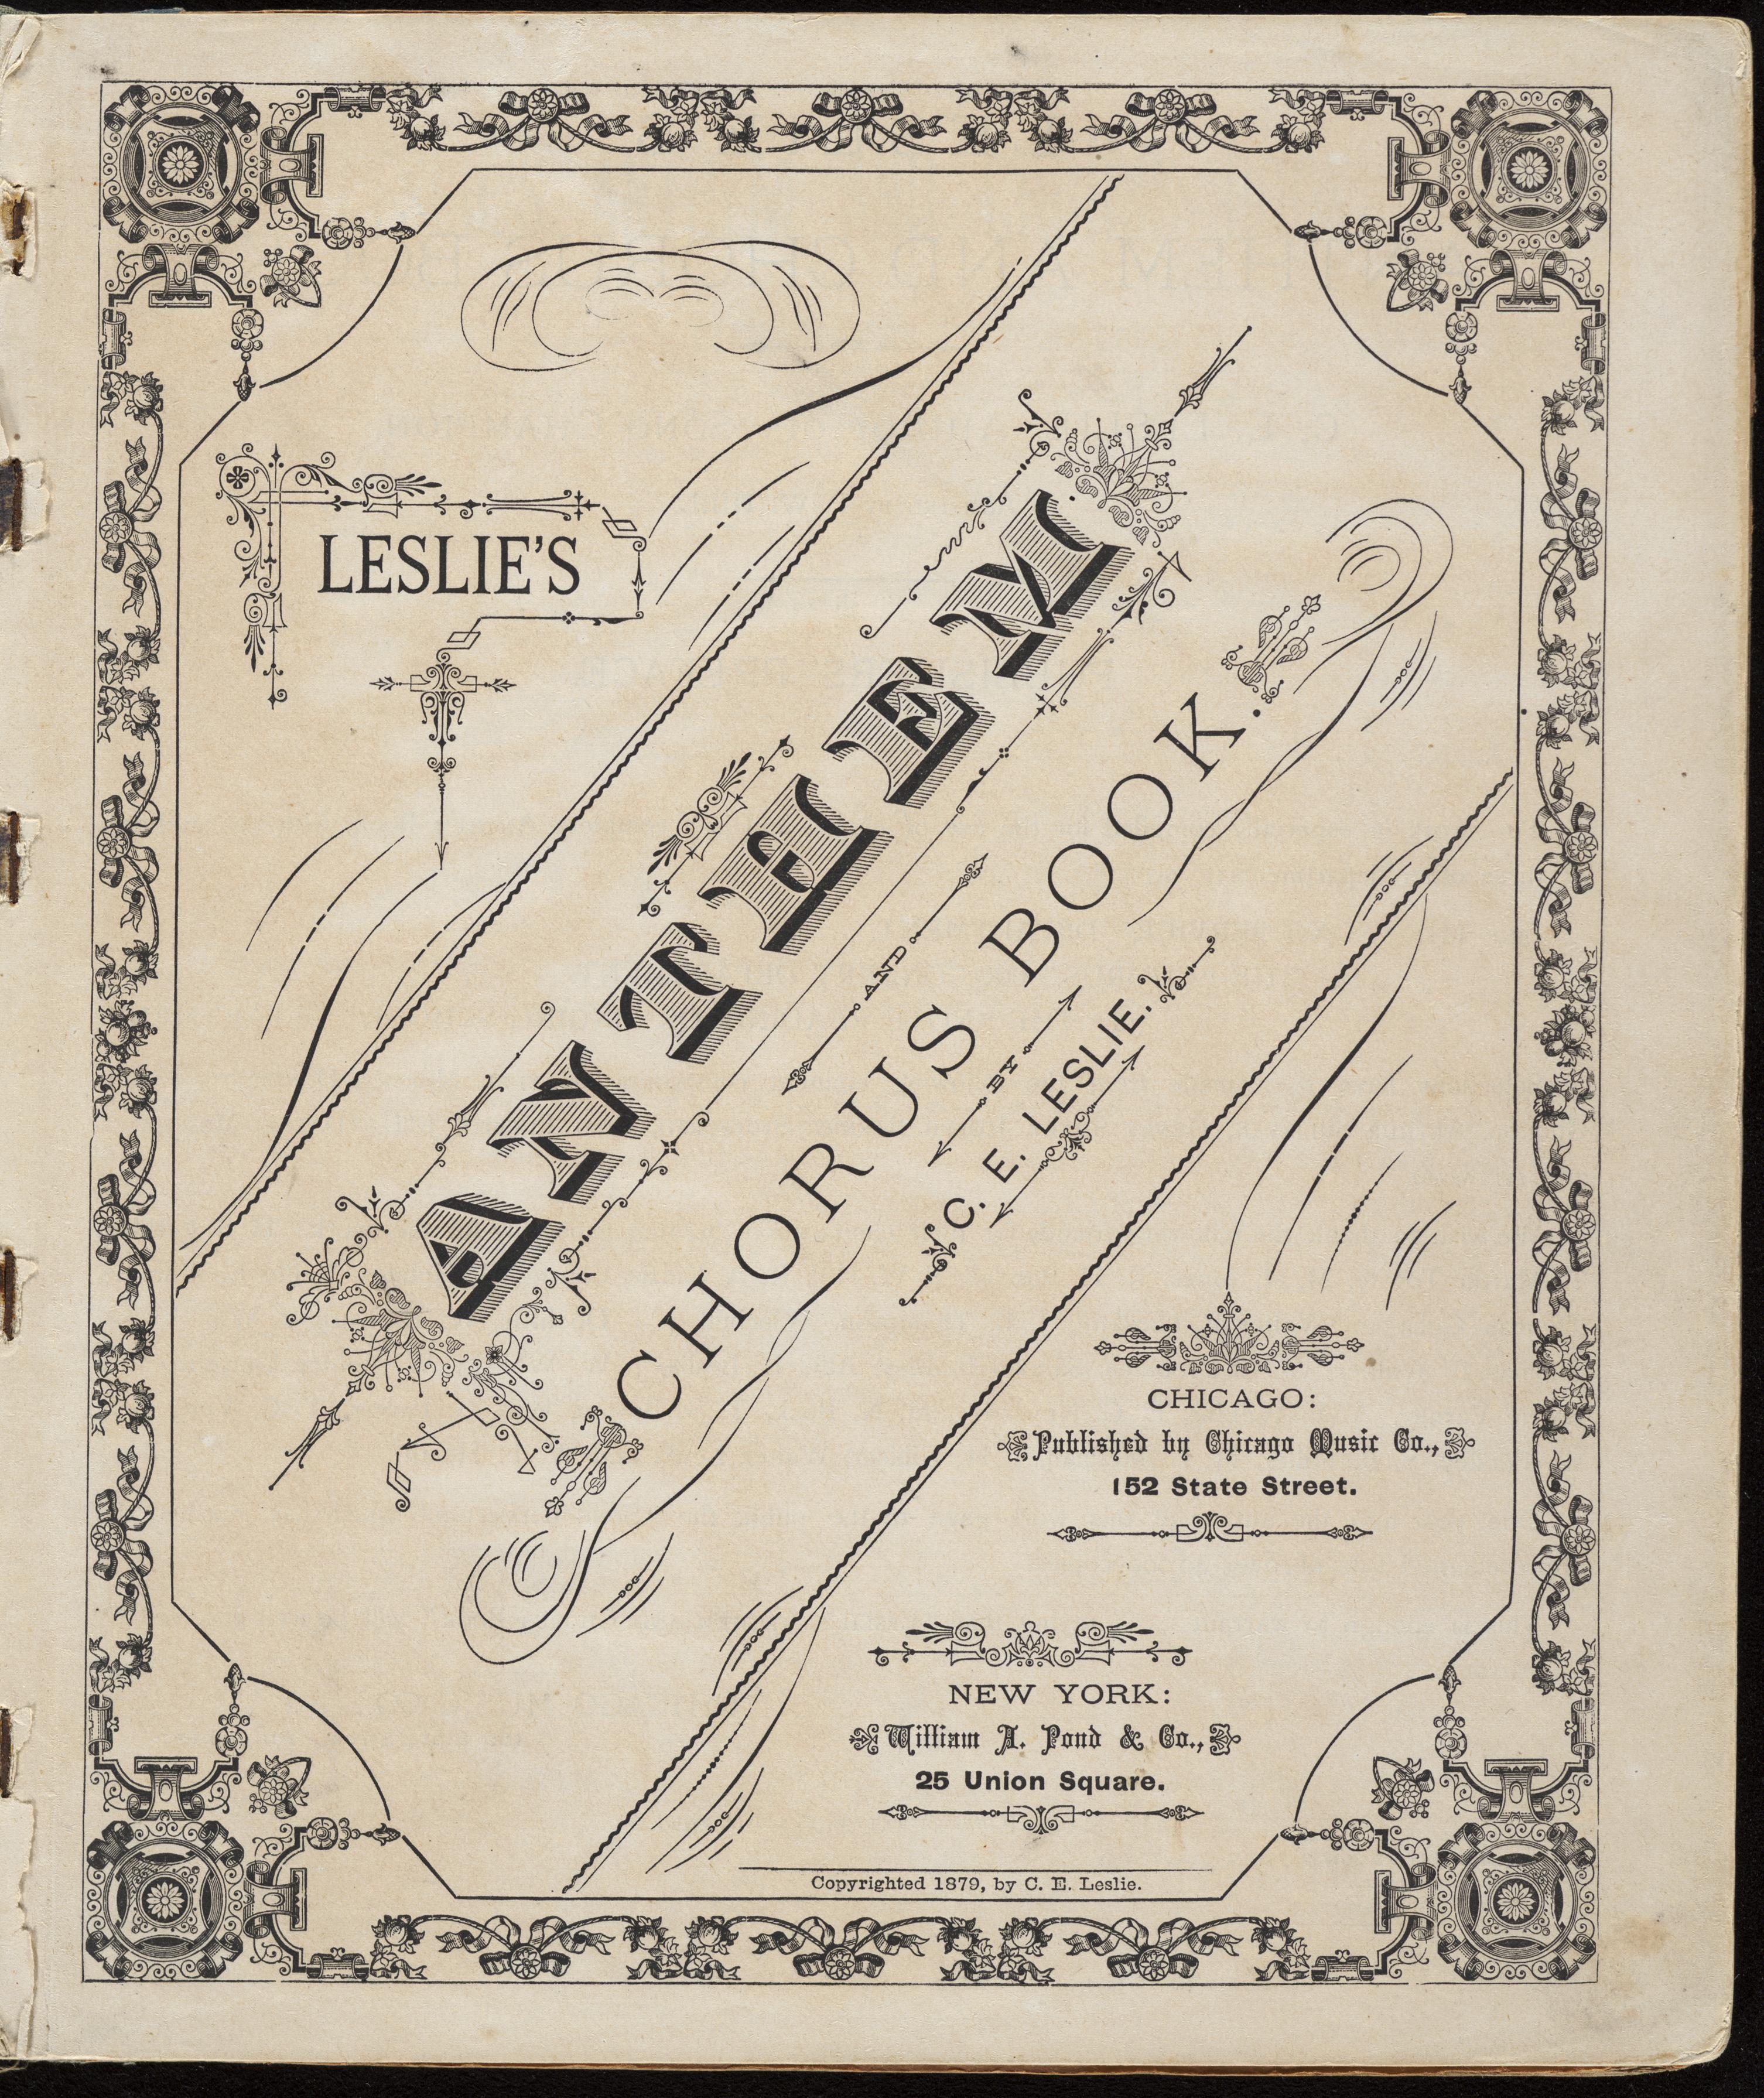 LESLIE'S
ANTHEM.
AND
CHORUS BOOK.
BY
C. E. LESLIE.
CHICAGO:
Published by Chicago Music Co.,
152 State Street.
NEW YORK:
William A. Pond & Co.,
25 Union Square.
Copyrighted 1879, by C. E. Leslie.